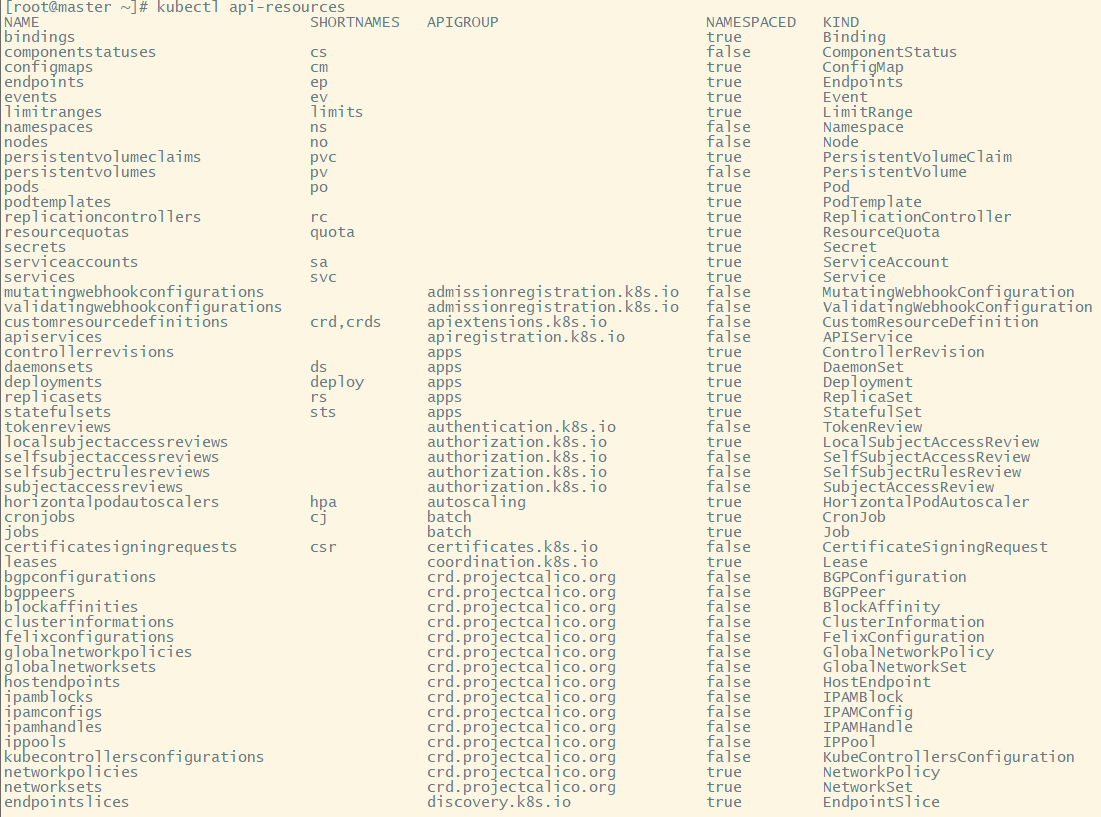 [root@master ~]# kubectl api-resources
NAME SHORTNAMES APIGROUP NAMESPACED KIND
bindings true Binding
componentstatuses cs false ComponentStatus
configmaps cm true ConfigMap
endpoints ep true Endpoints
events ev true Event
limitranges limits true LimitRange
namespaces ns false Namespace
nodes no false Node
persistentvolumeclaims pvc true PersistentVolumeClaim
persistentvolumes pv false PersistentVolume
pods po true Pod
podtemplates true PodTemplate
replicationcontrollers rc true ReplicationController
resourcequotas quota true ResourceQuota
secrets true Secret
serviceaccounts sa true ServiceAccount
services svc true Service
mutatingwebhookconfigurations admissionregistration.k8s.io false MutatingWebhookConfiguration
validatingwebhookconfigurations admissionregistration.k8s.io false ValidatingWebhookConfiguration
customresourcedefinitions crd,crds apiextensions.k8s.io false CustomResourceDefinition
apiservices apiregistration.k8s.io false APIService
controllerrevisions apps true ControllerRevision
daemonsets ds apps true DaemonSet
deployments deploy apps true Deployment
replicasets rs apps true ReplicaSet
statefulsets sts apps true StatefulSet
tokenreviews authentication.k8s.io false TokenReview
localsubjectaccessreviews authorization.k8s.io true LocalSubjectAccessReview
selfsubjectaccessreviews authorization.k8s.io false SelfSubjectAccessReview
selfsubjectrulesreviews authorization.k8s.io false SelfSubjectRulesReview
subjectaccessreviews authorization.k8s.io false SubjectAccessReview
horizontalpodautoscalers hpa autoscaling true HorizontalPodAutoscaler
cronjobs cj batch true CronJob
jobs batch true Job
certificatesigningrequests csr certificates.k8s.io false CertificateSigningRequest
leases coordination.k8s.io true Lease
bgpconfigurations crd.projectcalico.org false BGPConfiguration
bgppeers crd.projectcalico.org false BGPPeer
blockaffinities crd.projectcalico.org false BlockAffinity
clusterinformations crd.projectcalico.org false ClusterInformation
felixconfigurations crd.projectcalico.org false FelixConfiguration
globalnetworkpolicies crd.projectcalico.org false GlobalNetworkPolicy
globalnetworksets crd.projectcalico.org false GlobalNetworkSet
hostendpoints crd.projectcalico.org false HostEndpoint
ipamblocks crd.projectcalico.org false IPAMBlock
ipamconfigs crd.projectcalico.org false IPAMConfig
ipamhandles crd.projectcalico.org false IPAMHandle
ippools crd.projectcalico.org false IPPool
kubecontrollersconfigurations crd.projectcalico.org false KubeControllersConfiguration
networkpolicies crd.projectcalico.org true NetworkPolicy
networksets crd.projectcalico.org true NetworkSet
endpointslices discovery.k8s.io true EndpointSlice